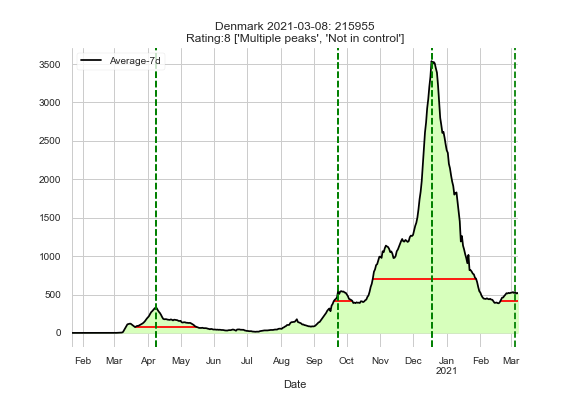 Denmark 2021-03-08: 215955
Rating:8 ['Multiple peaks', 'Not in control']
Average-7d
3500
3000
2500
2000
1500
1000
500
0
Feb Mar Apr May Jun Jul Aug Sep Oct Nov Dec Jan Feb Mar
2021
Date